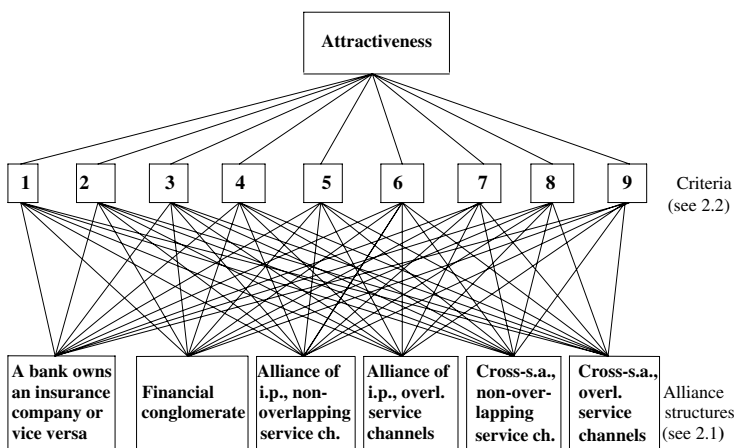 Attractiveness
1 2 3 4 5 6 7 8 9
Criteria
(see 2.2)
A bank owns
an insurance
company or
vice versa
Financial
conglomerate
Alliance of
i.p., non-
overlapping
service ch.
Alliance of
i.p., overl.
service
channels
Cross-s.a.,
non-over-
lapping
service ch.
Cross-s.a.,
overl.
service
channels
Alliance
structures
(see 2.1)